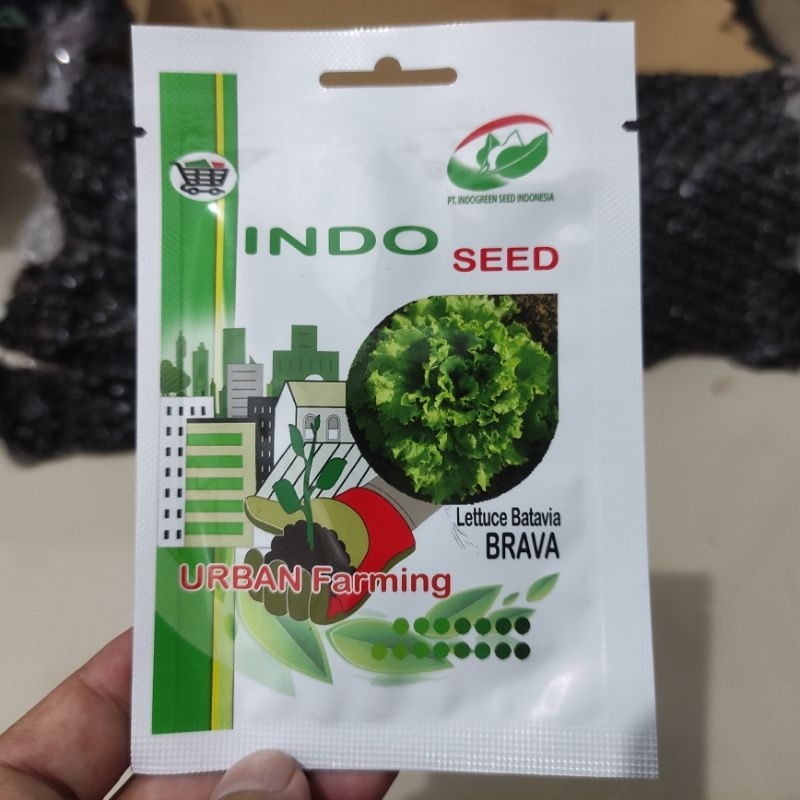 PT. INDOGREEN SEED INDONESIA
INDO
SEED
Lettuce Batavia
BRAVA
URBAN Farming